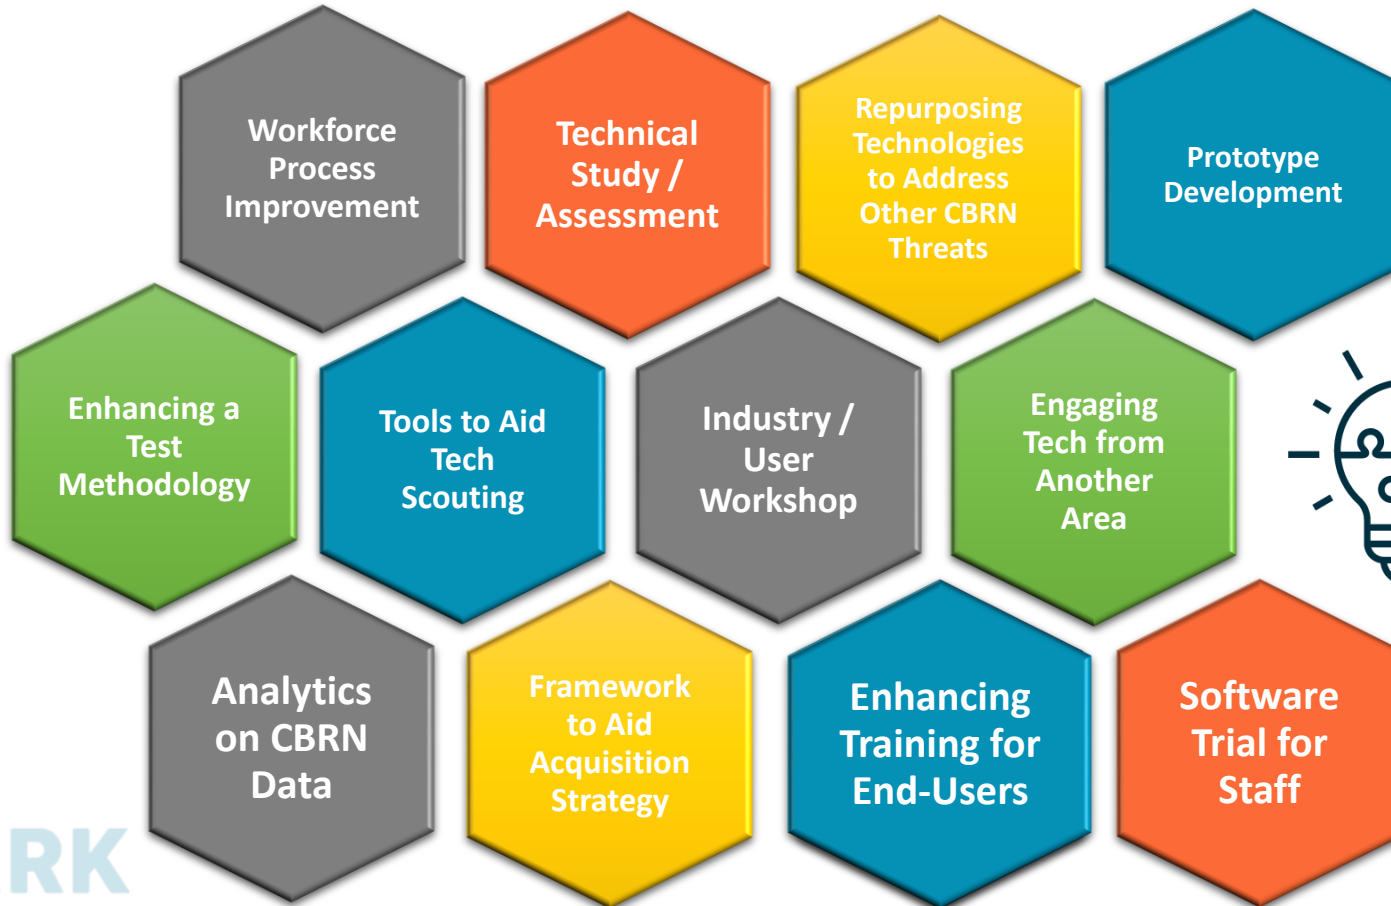 Workforce
Process
Improvement
Technical
Study /
Assessment
Repurposing
Technologies
to Address
Other CBRN
Threats
Prototype
Development
Enhancing a
Test
Methodology
Tools to Aid
Tech
Scouting
Industry /
User
Workshop
Engaging
Tech from
Another
Area
Analytics
on CBRN
Data
Framework
to Aid
Acquisition
Strategy
Enhancing
Training for
End-Users
Software
Trial for
Staff
RK